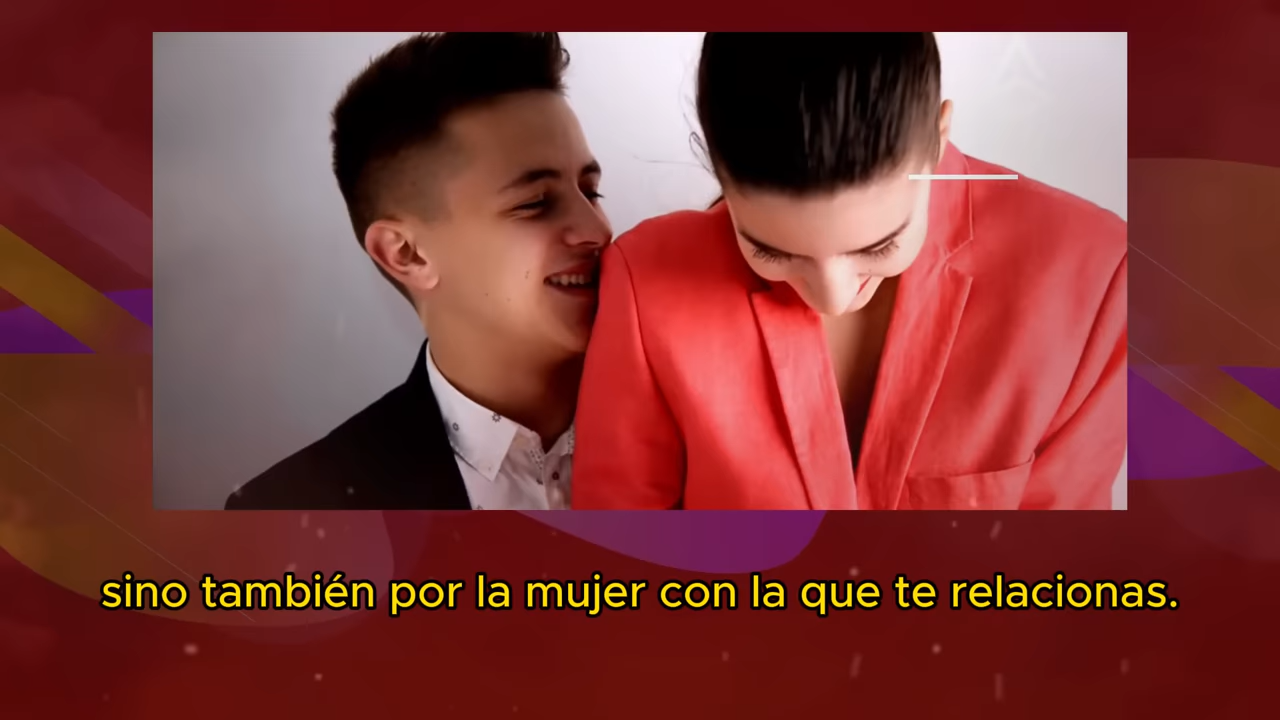 sino también por la mujer con la que te relacionas.